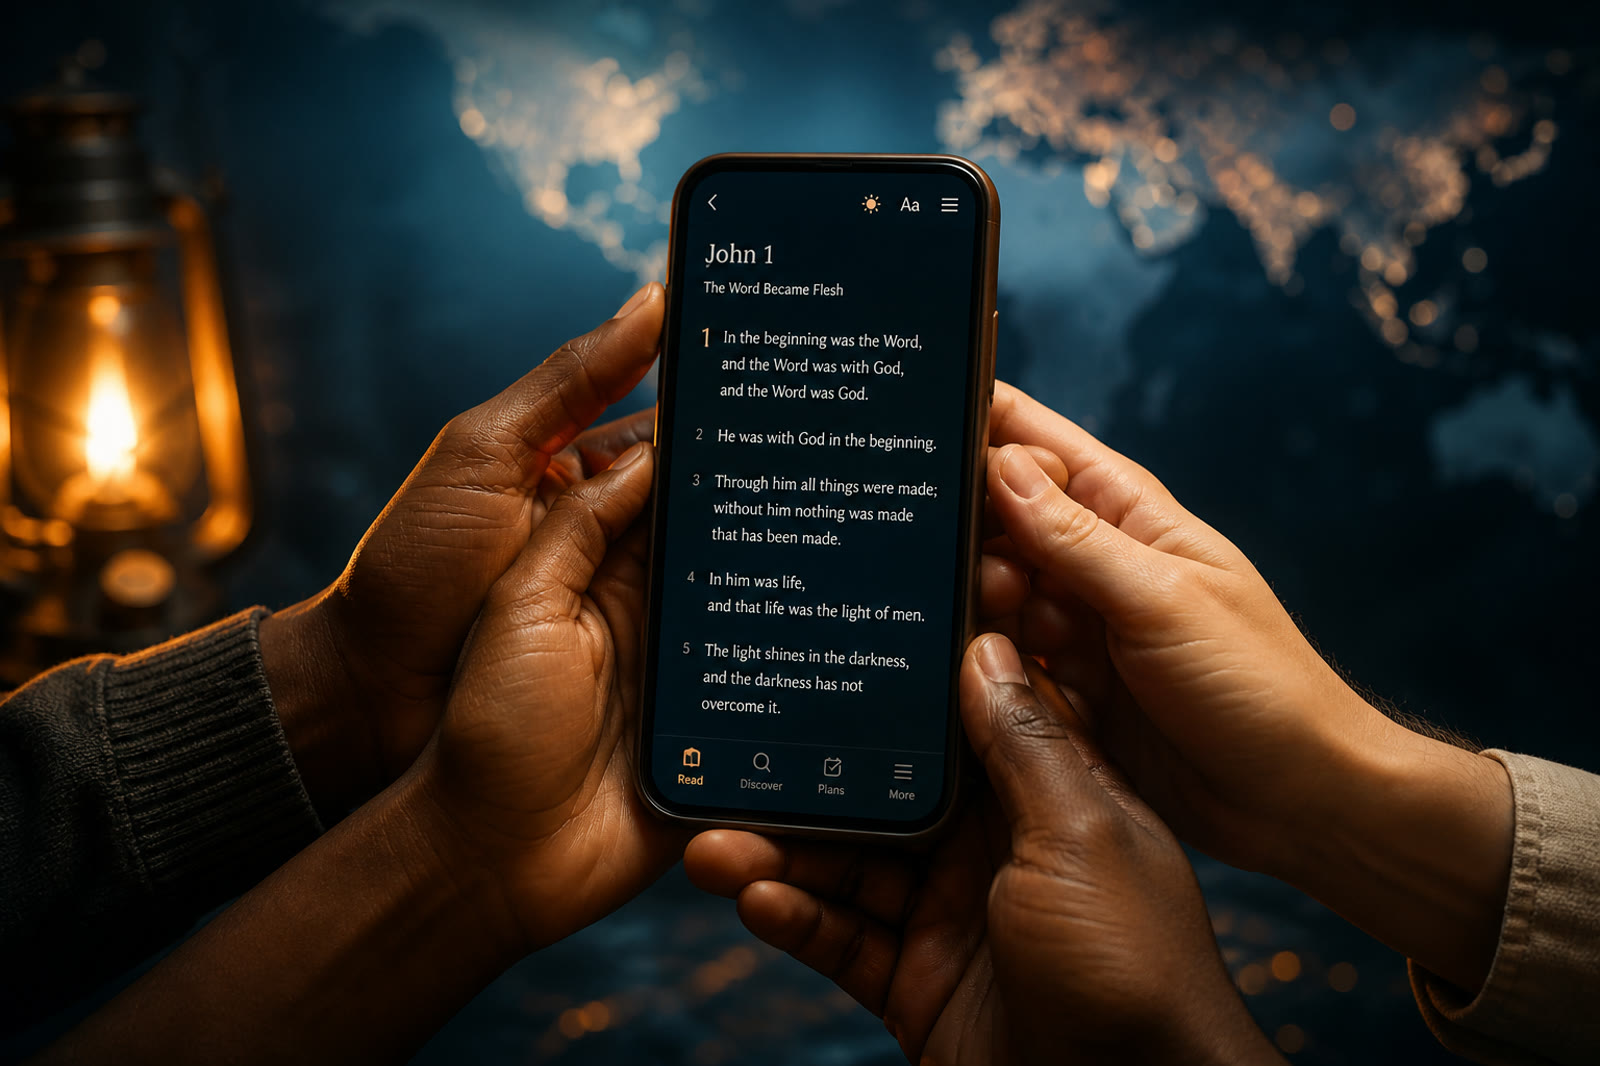 Aa
John 1
The Word Became Flesh
1 In the beginning was the Word,
and the Word was with God,
and the Word was God.
2 He was with God in the beginning.
3 Through him all things were made;
without him nothing was made
that has been made.
4 In him was life,
and that life was the light of men.
5 The light shines in the darkness,
and the darkness has not
overcome it.
Read Discover Plans More